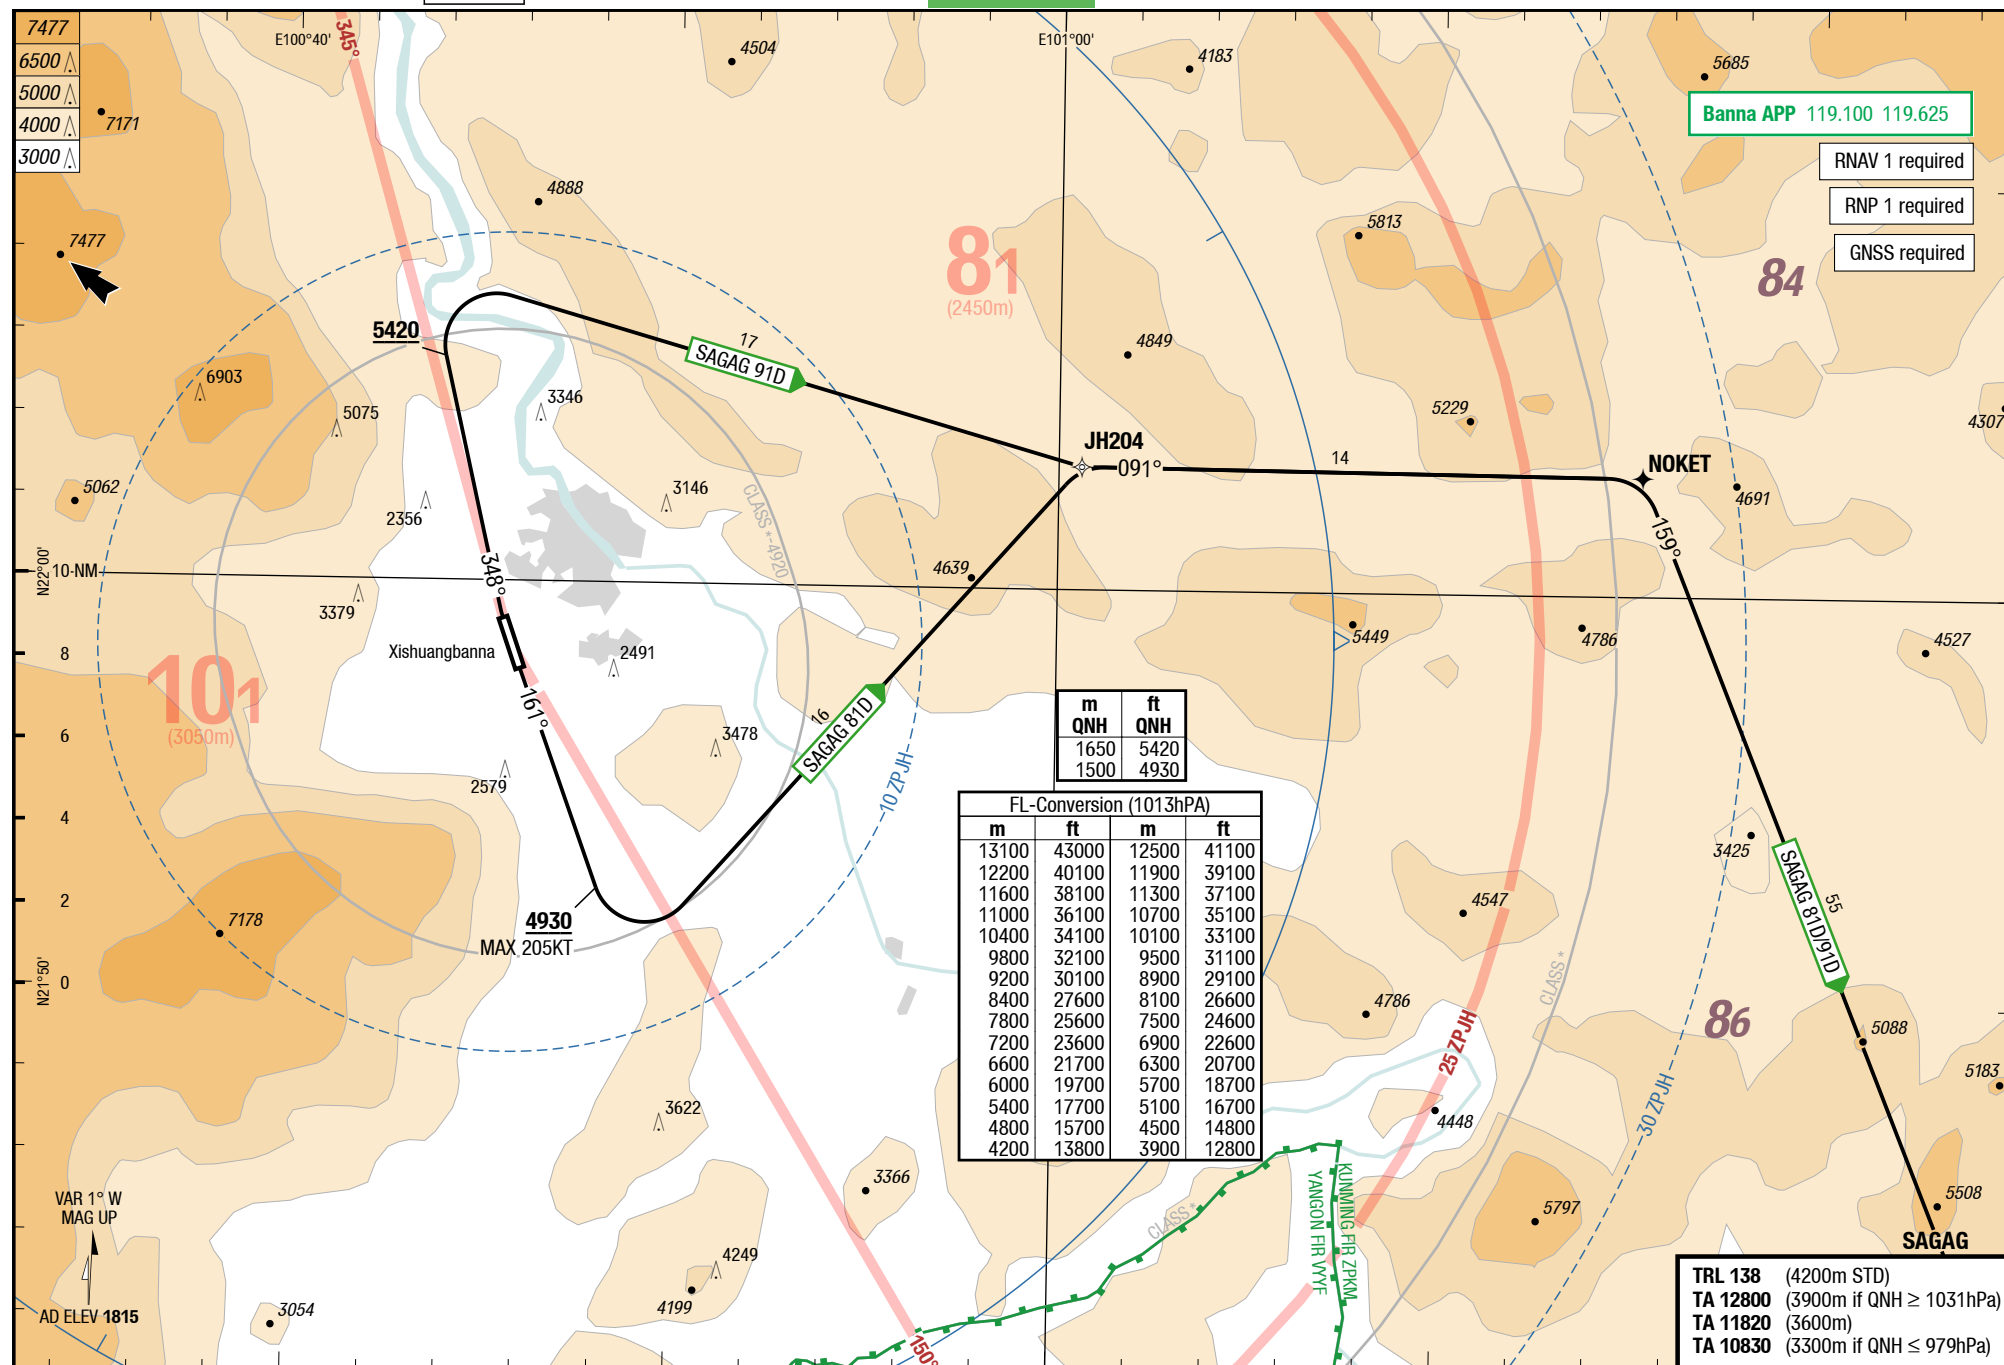 7477
6500
5000
4000
3000
E100°40'
345°
4504
E101°00'
4183
5685
Banna APP 119.100 119.625
RNAV 1 required
RNP 1 required
GNSS required
7171
4888
7477
81
(2450m)
5813
84
5420
17
SAGAG 91D
4849
6903
5075
3346
5229
4307
JH204
091°
14
NOKET
5062
2356
3146
CLASS *-4920
4691
159°
N22°00'
10-NM
348°
4639
3379
Xishuangbanna
2491
5449
4786
4527
8
101
(3050m)
161°
16
SAGAG 81D
3478
6
2579
10 ZPJH
m ft
QNH QNH
1650 5420
1500 4930
4
FL-Conversion (1013hPA)
m ft m ft
13100 43000 12500 41100
12200 40100 11900 39100
11600 38100 11300 37100
11000 36100 10700 35100
10400 34100 10100 33100
9800 32100 9500 31100
9200 30100 8900 29100
8400 27600 8100 26600
7800 25600 7500 24600
7200 23600 6900 22600
6600 21700 6300 20700
6000 19700 5700 18700
5400 17700 5100 16700
4800 15700 4500 14800
4200 13800 3900 12800
3425
SAGAG 81D/91D
55
2
7178
4930
MAX 205KT
4547
CLASS *
N21°50'
0
4786
86
5088
25 ZPJH
5183
3622
4448
30 ZPJH
3366
VAR 1° W
MAG UP
CLASS *
YANGON FIR VYYF
KUNMING FIR ZPKM
5797
5508
SAGAG
4249
4199
3054
AD ELEV 1815
150°
TRL 138 (4200m STD)
TA 12800 (3900m if QNH ≥ 1031hPa)
TA 11820 (3600m)
TA 10830 (3300m if QNH ≤ 979hPa)